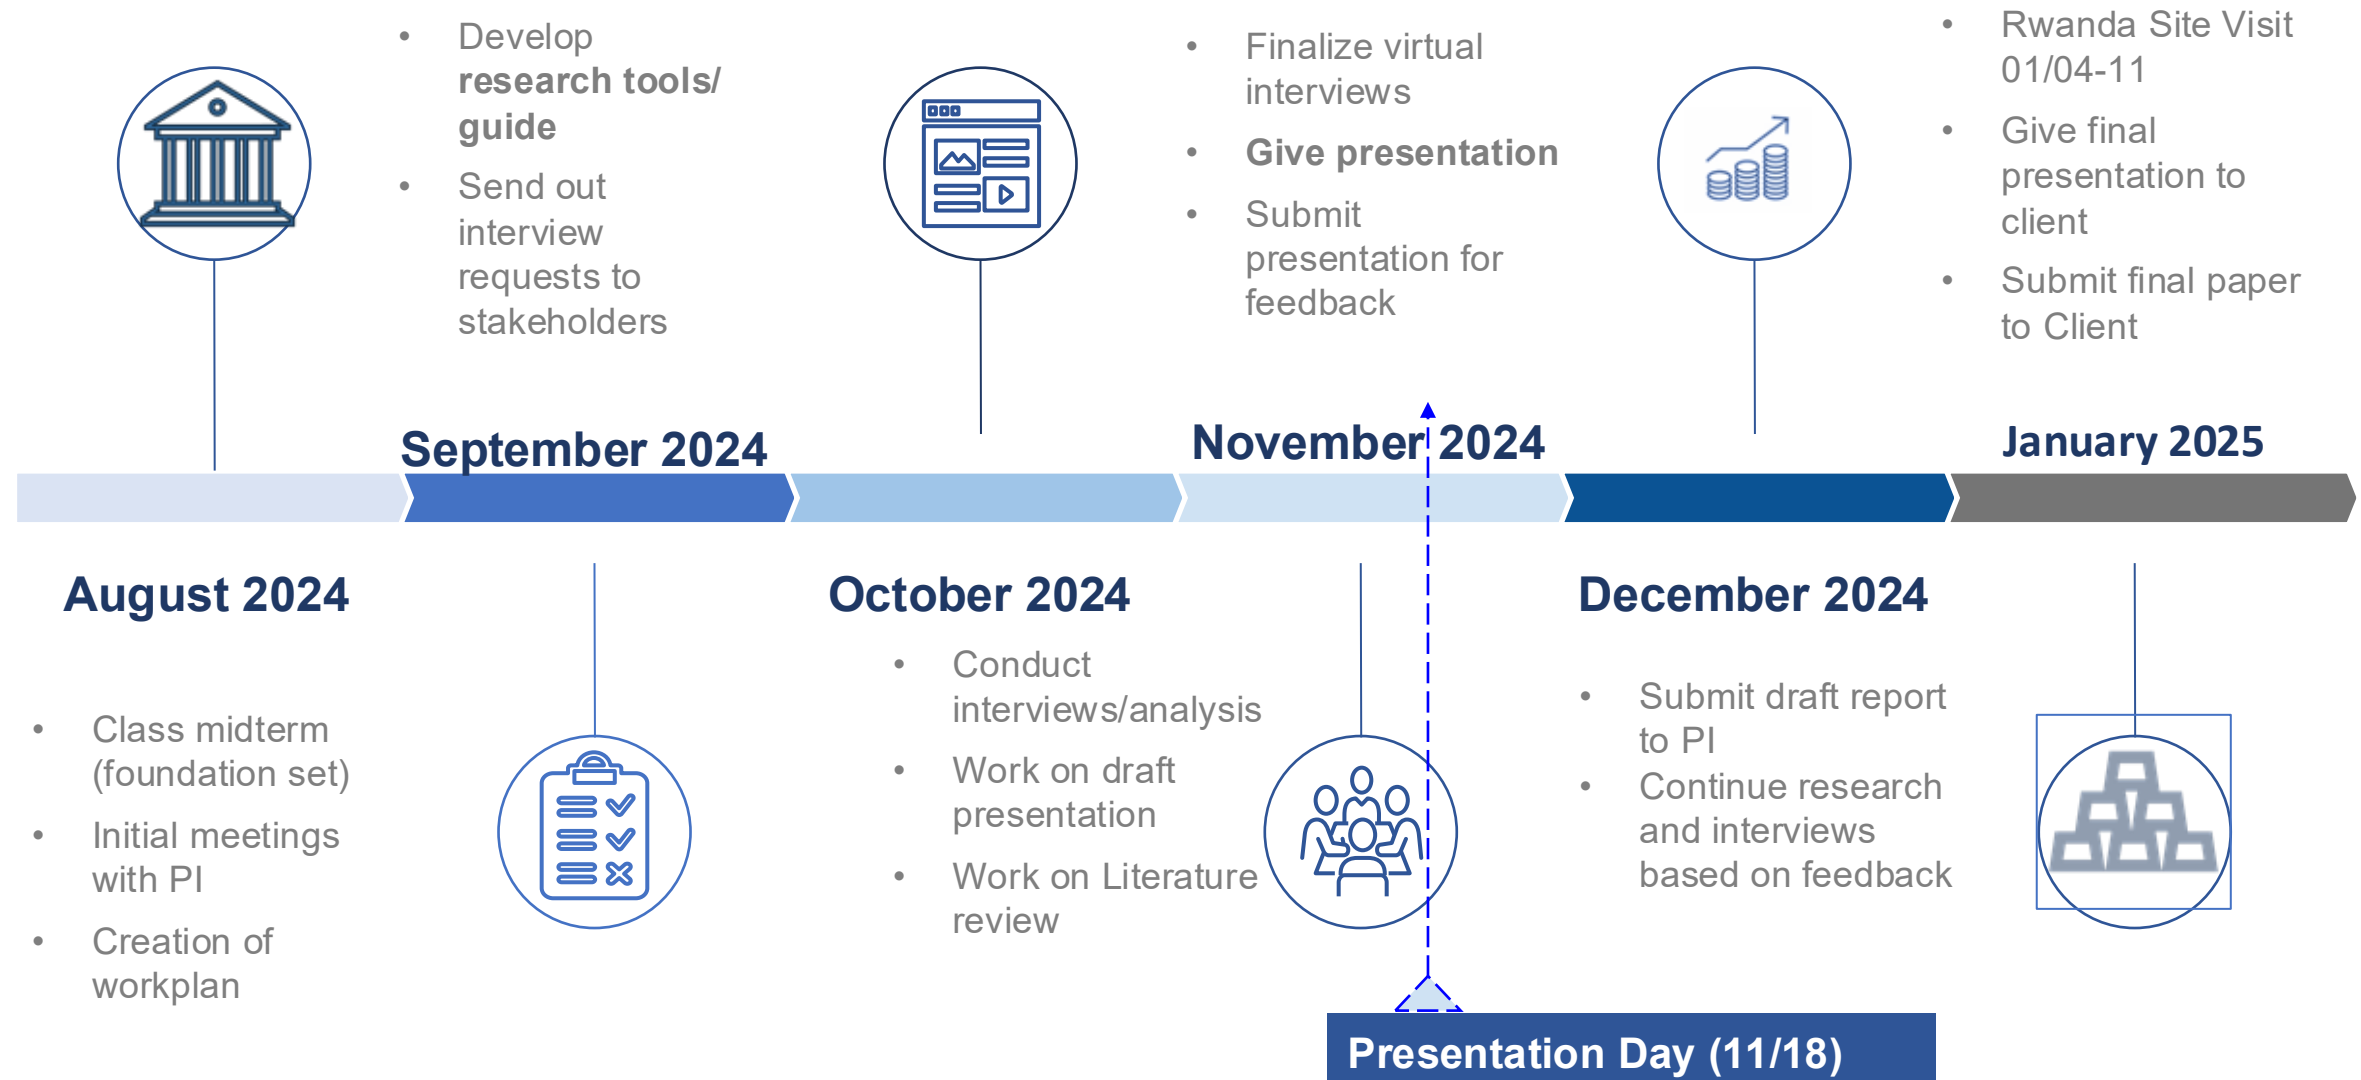 August 2024
• Class midterm
(foundation set)
• Initial meetings
with PI
• Creation of
workplan
• Develop
research tools/
guide
• Send out
interview
requests to
stakeholders
September 2024
October 2024
• Conduct
interviews/analysis
• Work on draft
presentation
• Work on Literature
review
• Finalize virtual
interviews
• Give presentation
• Submit
presentation for
feedback
November 2024
Presentation Day (11/18)
December 2024
• Submit draft report
to PI
• Continue research
and interviews
based on feedback
• Rwanda Site Visit
01/04-11
• Give final
presentation to
client
• Submit final paper
to Client
January 2025